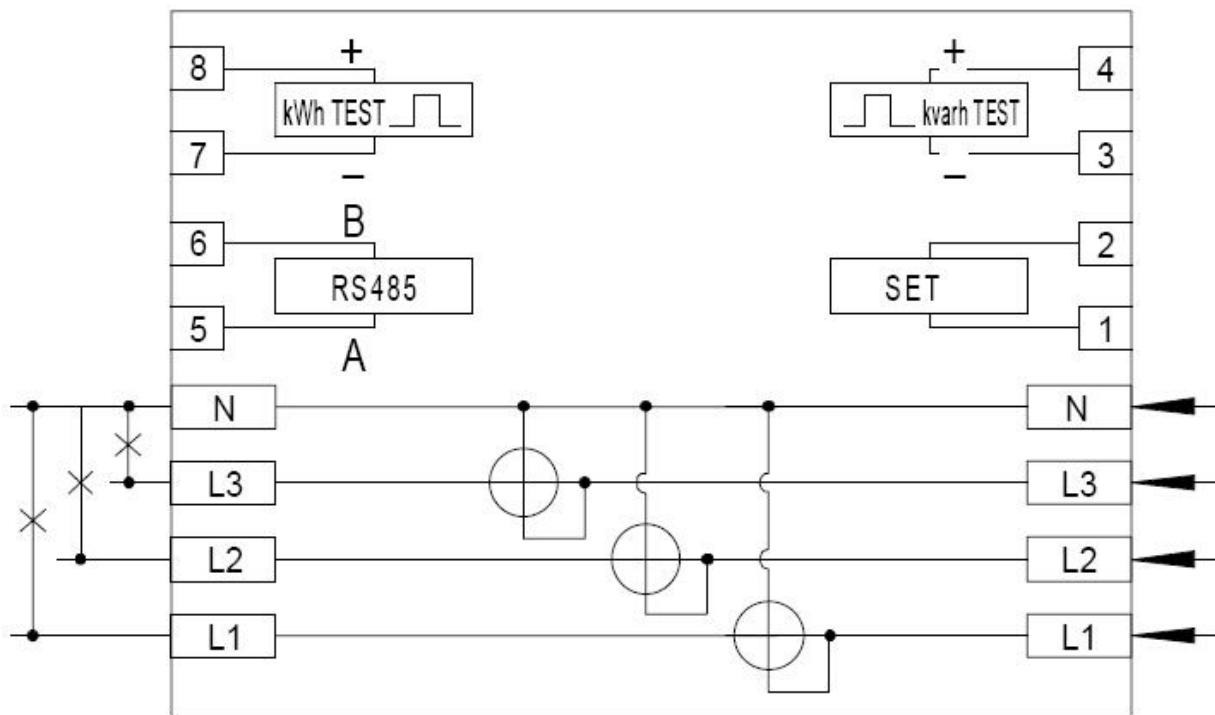 8 + + 4
kWh TEST kvarh TEST
7 − − 3
B
6 2
RS485 SET
5 1
A
N N
L3 L3
L2 L2
L1 L1